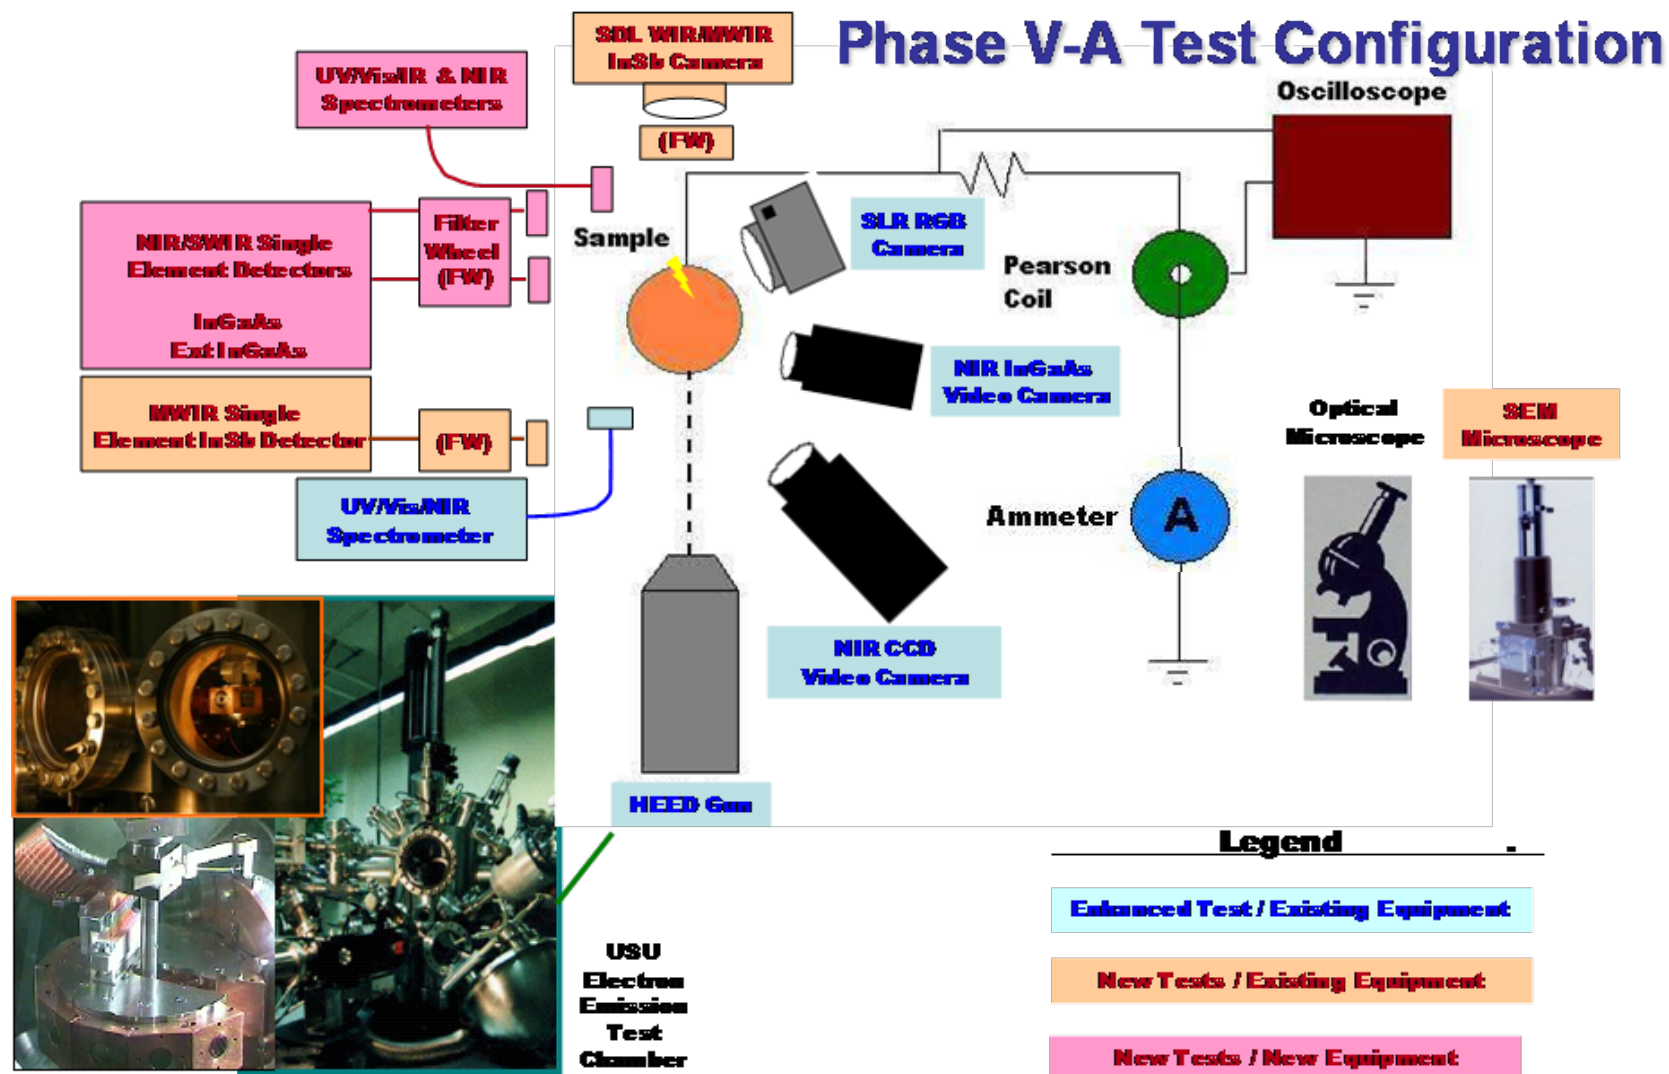 Phase V-A Test Configuration
SDL WIR/MWIR
InSb Camera
(FW)
UV/Vis/IR & NIR
Spectrometers
Oscilloscope
NIR/SWIR Single
Element Detectors
InGaAs
Ext InGaAs
Filter
Wheel
(FW)
Sample
SLR RGB
Camera
Pearson
Coil
NIR InGaAs
Video Camera
MWIR Single
Element InSb Detector
(FW)
UV/Vis/NIR
Spectrometer
Optical
Microscope
SEM
Microscope
Ammeter
A
NIR CCD
Video Camera
HEED Gun
USU
Electron
Emission
Test
Chamber
Legend .
Enhanced Test / Existing Equipment
New Tests / Existing Equipment
New Tests / New Equipment